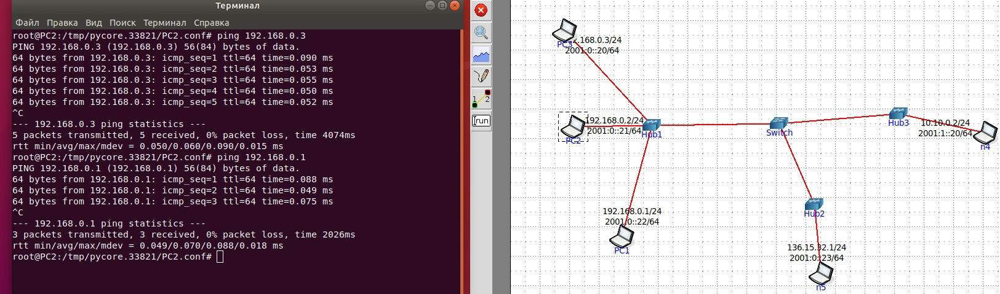 Терминал
Файл Правка Вид Поиск Терминал Справка
root@PC2:/tmp/pycore.33821/PC2.conf# ping 192.168.0.3
PING 192.168.0.3 (192.168.0.3) 56(84) bytes of data.
64 bytes from 192.168.0.3: icmp_seq=1 ttl=64 time=0.090 ms
64 bytes from 192.168.0.3: icmp_seq=2 ttl=64 time=0.053 ms
64 bytes from 192.168.0.3: icmp_seq=3 ttl=64 time=0.055 ms
64 bytes from 192.168.0.3: icmp_seq=4 ttl=64 time=0.050 ms
64 bytes from 192.168.0.3: icmp_seq=5 ttl=64 time=0.052 ms
^C
--- 192.168.0.3 ping statistics ---
5 packets transmitted, 5 received, 0% packet loss, time 4074ms
rtt min/avg/max/mdev = 0.050/0.060/0.090/0.015 ms
root@PC2:/tmp/pycore.33821/PC2.conf# ping 192.168.0.1
PING 192.168.0.1 (192.168.0.1) 56(84) bytes of data.
64 bytes from 192.168.0.1: icmp_seq=1 ttl=64 time=0.088 ms
64 bytes from 192.168.0.1: icmp_seq=2 ttl=64 time=0.049 ms
64 bytes from 192.168.0.1: icmp_seq=3 ttl=64 time=0.075 ms
^C
--- 192.168.0.1 ping statistics ---
3 packets transmitted, 3 received, 0% packet loss, time 2026ms
rtt min/avg/max/mdev = 0.049/0.070/0.088/0.018 ms
root@PC2:/tmp/pycore.33821/PC2.conf#
1 2
run
.168.0.3/24
PC3
2001:0::20/64
192.168.0.2/24
2001:0::21/64
PC2
Hub1
Switch
Hub3
10.10.0.2/24
2001:1::20/64
n4
192.168.0.1/24
2001:0::22/64
PC1
Hub2
136.15.32.1/24
2001:0::23/64
n5